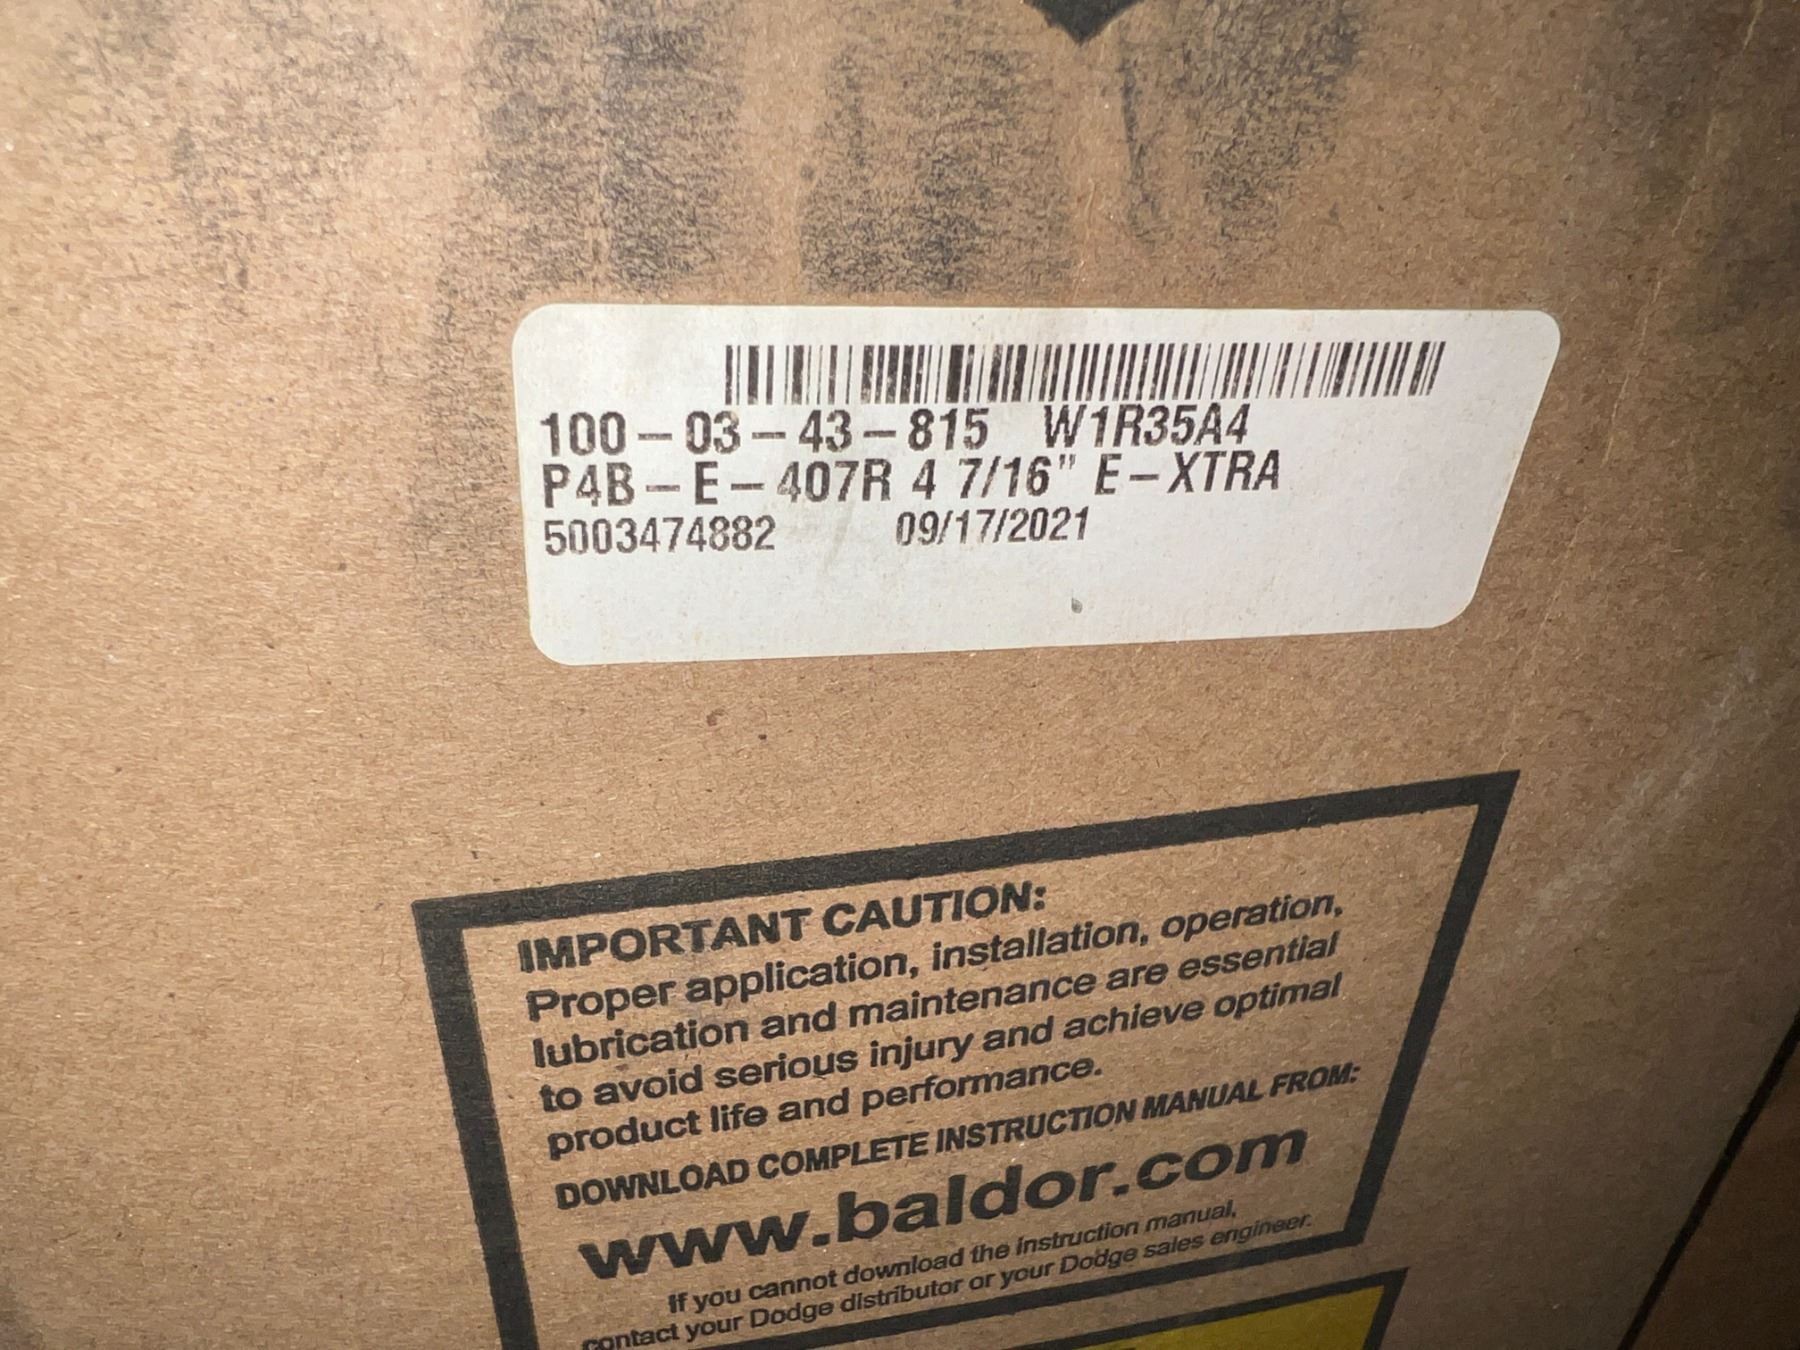 100-03-43-815 W1R35A4
P4B-E-407R 4 7/16" E-XTRA
5003474882 09/17/2021
IMPORTANT CAUTION:
Proper application, installation, operation,
lubrication and maintenance are essential
to avoid serious injury and achieve optimal
product life and performance.
DOWNLOAD COMPLETE INSTRUCTION MANUAL FROM:
www.baldor.com
If you cannot download the instruction manual,
contact your Dodge distributor or your Dodge sales engineer.